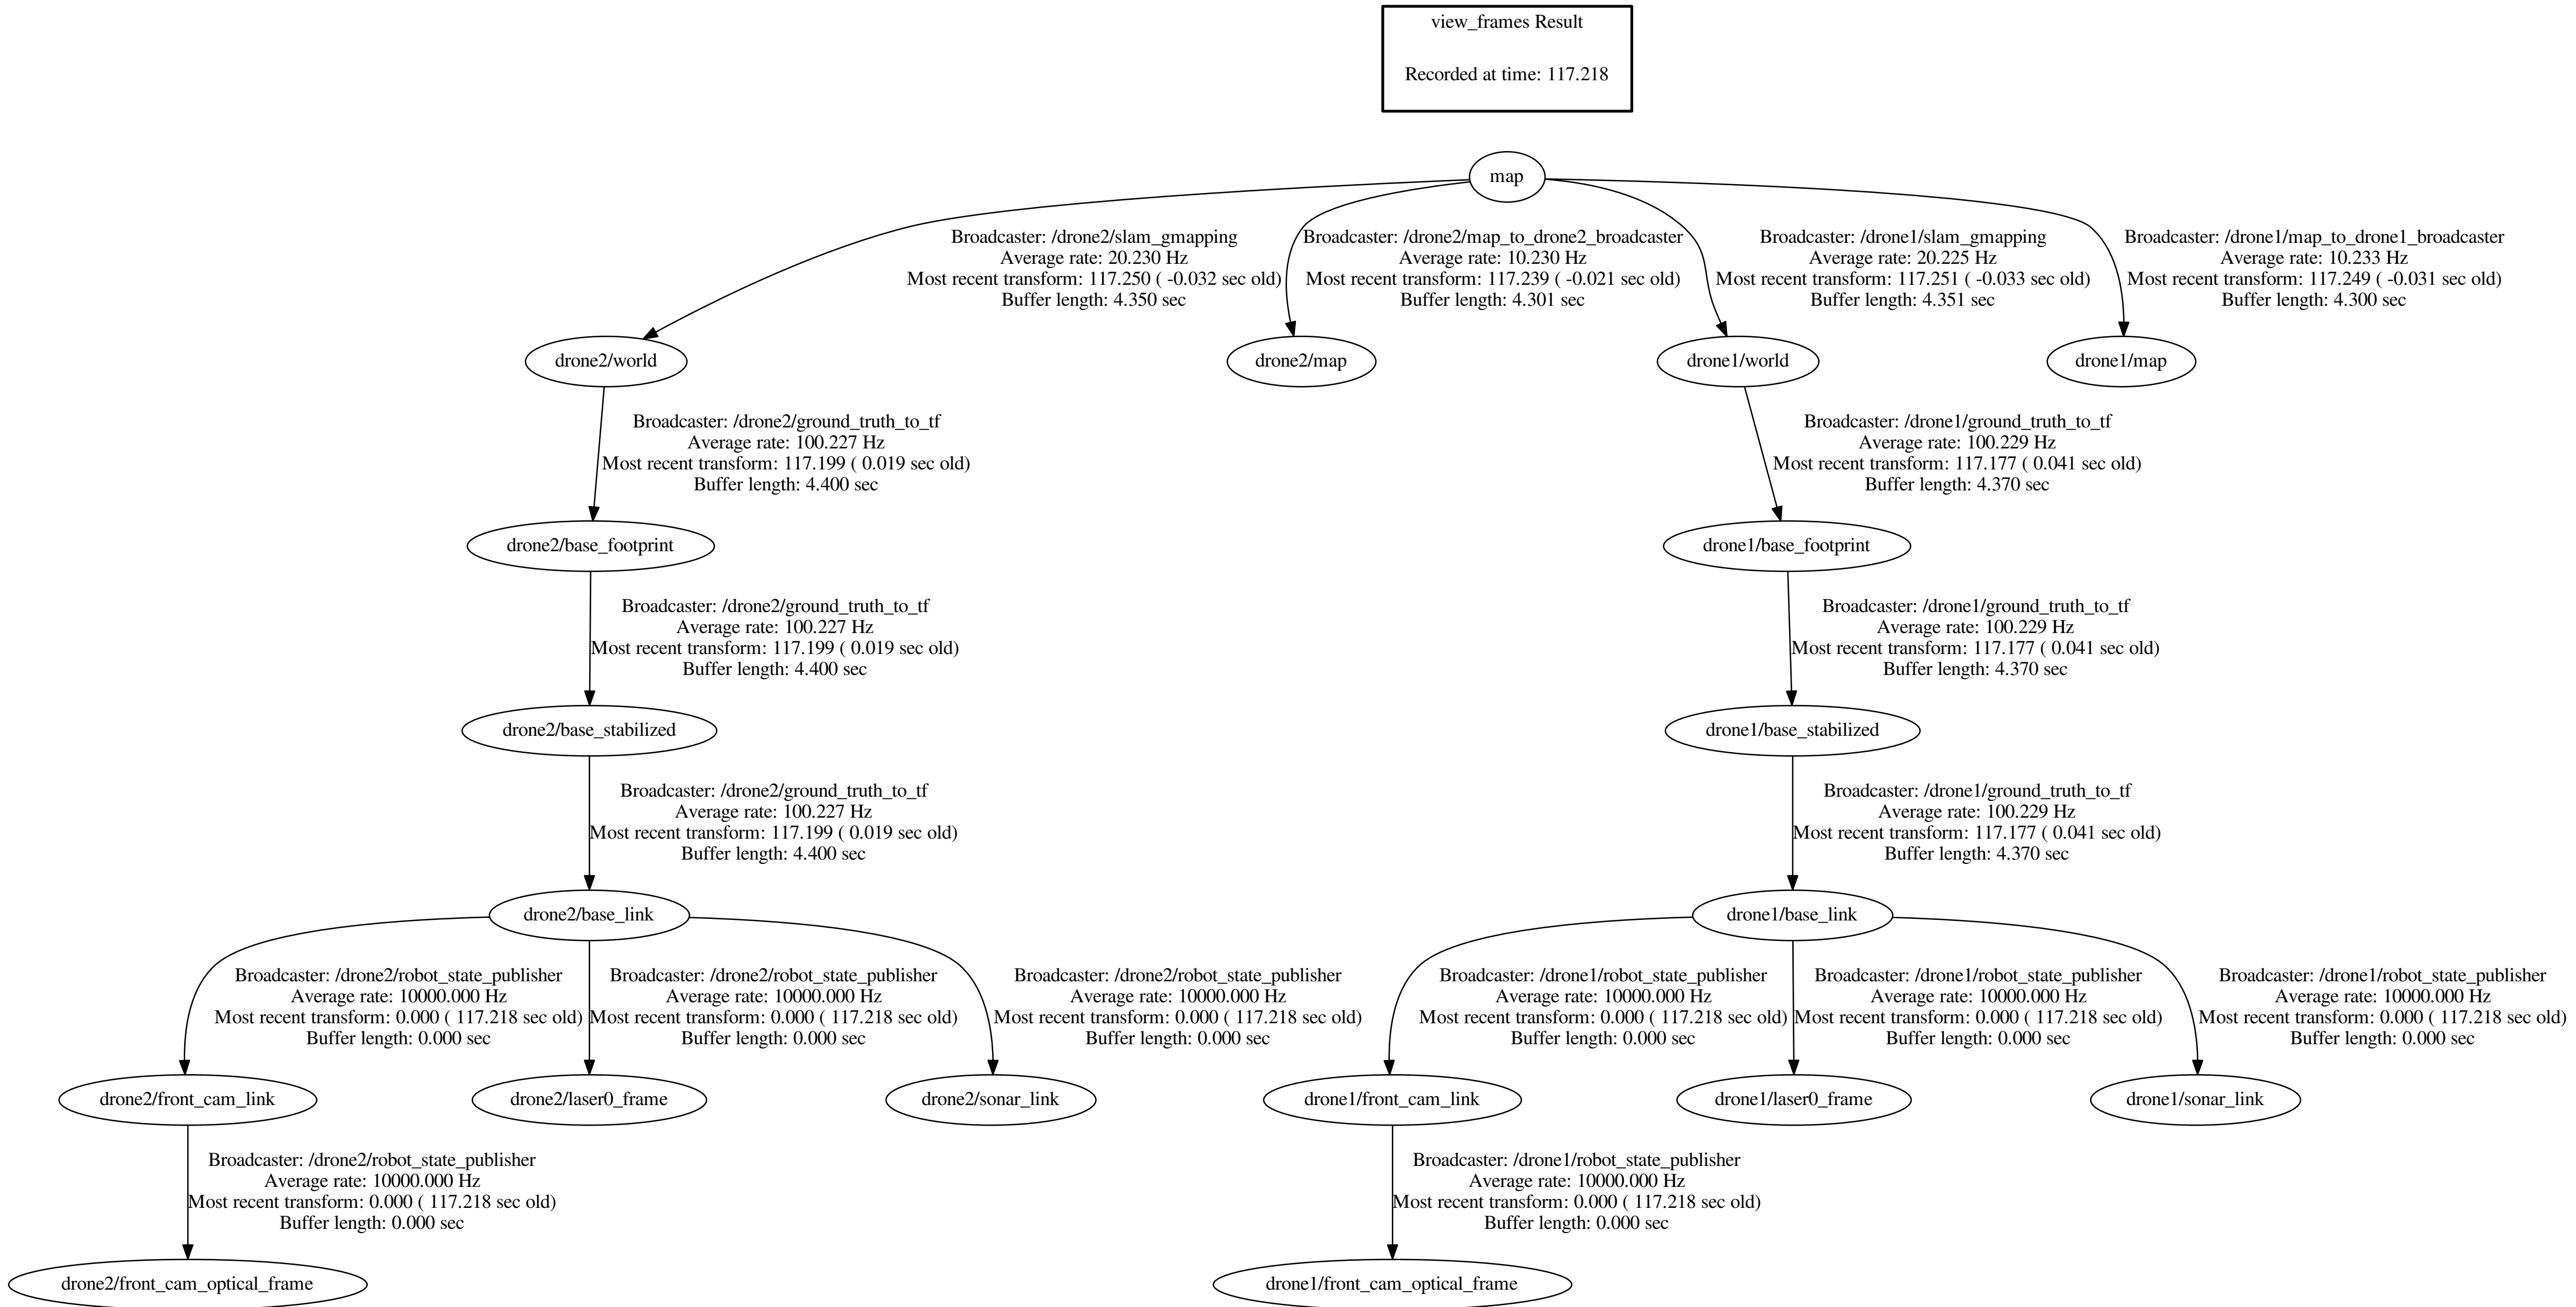 view_frames Result
Recorded at time: 117.218
map
Broadcaster: /drone2/slam_gmapping
Average rate: 20.230 Hz
Most recent transform: 117.250 ( -0.032 sec old)
Buffer length: 4.350 sec
Broadcaster: /drone2/map_to_drone2_broadcaster
Average rate: 10.230 Hz
Most recent transform: 117.239 ( -0.021 sec old)
Buffer length: 4.301 sec
Broadcaster: /drone1/slam_gmapping
Average rate: 20.225 Hz
Most recent transform: 117.251 ( -0.033 sec old)
Buffer length: 4.351 sec
Broadcaster: /drone1/map_to_drone1_broadcaster
Average rate: 10.233 Hz
Most recent transform: 117.249 ( -0.031 sec old)
Buffer length: 4.300 sec
drone2/world
drone2/map
drone1/world
drone1/map
Broadcaster: /drone2/ground_truth_to_tf
Average rate: 100.227 Hz
Most recent transform: 117.199 ( 0.019 sec old)
Buffer length: 4.400 sec
Broadcaster: /drone1/ground_truth_to_tf
Average rate: 100.229 Hz
Most recent transform: 117.177 ( 0.041 sec old)
Buffer length: 4.370 sec
drone2/base_footprint
drone1/base_footprint
Broadcaster: /drone2/ground_truth_to_tf
Average rate: 100.227 Hz
Most recent transform: 117.199 ( 0.019 sec old)
Buffer length: 4.400 sec
Broadcaster: /drone1/ground_truth_to_tf
Average rate: 100.229 Hz
Most recent transform: 117.177 ( 0.041 sec old)
Buffer length: 4.370 sec
drone2/base_stabilized
drone1/base_stabilized
Broadcaster: /drone2/ground_truth_to_tf
Average rate: 100.227 Hz
Most recent transform: 117.199 ( 0.019 sec old)
Buffer length: 4.400 sec
Broadcaster: /drone1/ground_truth_to_tf
Average rate: 100.229 Hz
Most recent transform: 117.177 ( 0.041 sec old)
Buffer length: 4.370 sec
drone2/base_link
drone1/base_link
Broadcaster: /drone2/robot_state_publisher
Average rate: 10000.000 Hz
Most recent transform: 0.000 ( 117.218 sec old)
Buffer length: 0.000 sec
Broadcaster: /drone2/robot_state_publisher
Average rate: 10000.000 Hz
Most recent transform: 0.000 ( 117.218 sec old)
Buffer length: 0.000 sec
Broadcaster: /drone2/robot_state_publisher
Average rate: 10000.000 Hz
Most recent transform: 0.000 ( 117.218 sec old)
Buffer length: 0.000 sec
Broadcaster: /drone1/robot_state_publisher
Average rate: 10000.000 Hz
Most recent transform: 0.000 ( 117.218 sec old)
Buffer length: 0.000 sec
Broadcaster: /drone1/robot_state_publisher
Average rate: 10000.000 Hz
Most recent transform: 0.000 ( 117.218 sec old)
Buffer length: 0.000 sec
Broadcaster: /drone1/robot_state_publisher
Average rate: 10000.000 Hz
Most recent transform: 0.000 ( 117.218 sec old)
Buffer length: 0.000 sec
drone2/front_cam_link
drone2/laser0_frame
drone2/sonar_link
drone1/front_cam_link
drone1/laser0_frame
drone1/sonar_link
Broadcaster: /drone2/robot_state_publisher
Average rate: 10000.000 Hz
Most recent transform: 0.000 ( 117.218 sec old)
Buffer length: 0.000 sec
Broadcaster: /drone1/robot_state_publisher
Average rate: 10000.000 Hz
Most recent transform: 0.000 ( 117.218 sec old)
Buffer length: 0.000 sec
drone2/front_cam_optical_frame
drone1/front_cam_optical_frame